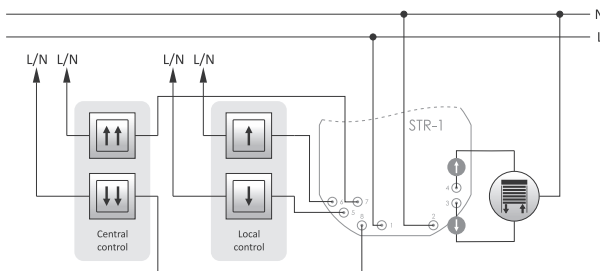 N
L
L/N L/N L/N L/N
STR-1
4
3
6 7
5
8 1 2
Central
control
Local
control